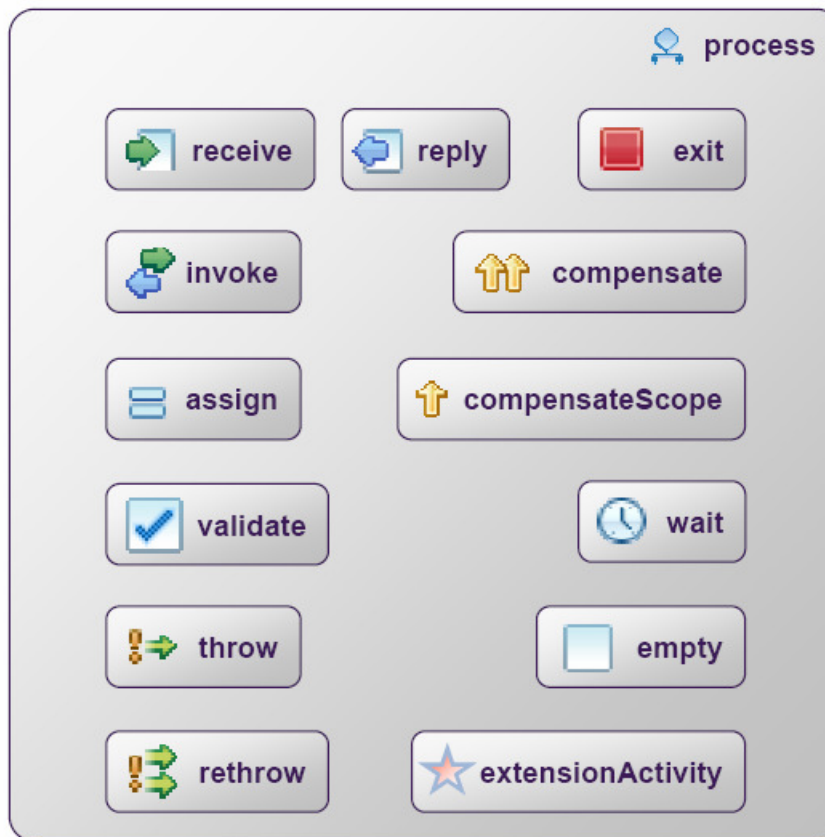 process
receive reply exit
invoke compensate
assign compensateScope
validate wait
throw empty
rethrow extensionActivity